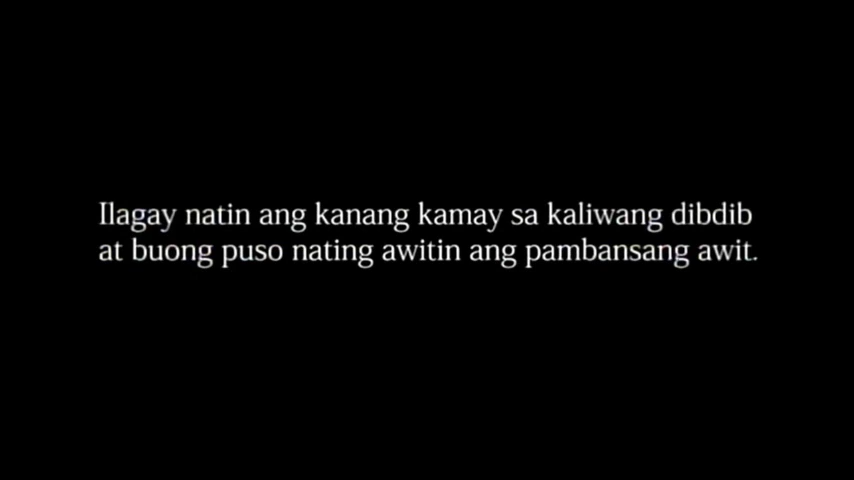 Ilagay natin ang kanang kamay sa kaliwang dibdib
at buong puso nating awitin ang pambansang awit.